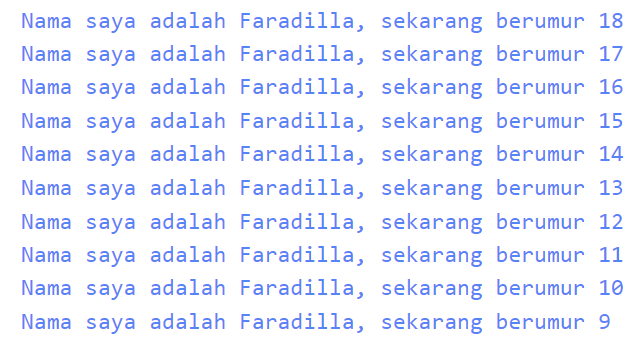 Nama saya adalah Faradilla, sekarang berumur 18
Nama saya adalah Faradilla, sekarang berumur 17
Nama saya adalah Faradilla, sekarang berumur 16
Nama saya adalah Faradilla, sekarang berumur 15
Nama saya adalah Faradilla, sekarang berumur 14
Nama saya adalah Faradilla, sekarang berumur 13
Nama saya adalah Faradilla, sekarang berumur 12
Nama saya adalah Faradilla, sekarang berumur 11
Nama saya adalah Faradilla, sekarang berumur 10
Nama saya adalah Faradilla, sekarang berumur 9